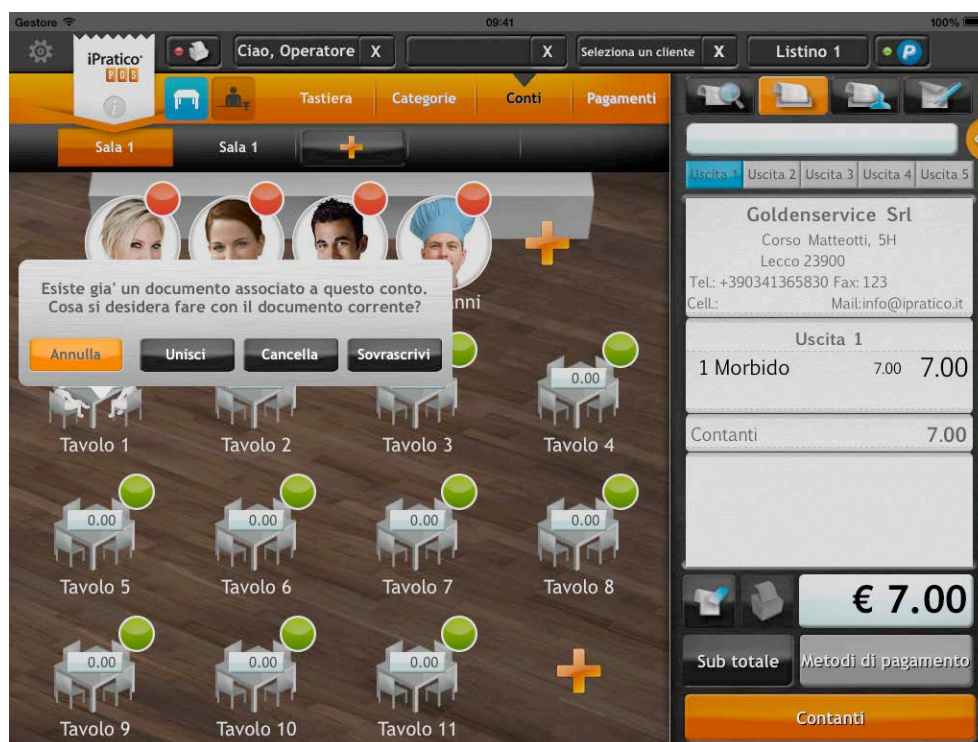 Gestore
09:41
100%
iPratico
POS
Ciao, Operatore X
X
Seleziona un cliente X
Listino 1
P
Tastiera
Categorie
Conti
Pagamenti
Sala 1
Sala 1
Uscita 1
Uscita 2
Uscita 3
Uscita 4
Uscita 5
Goldenservice Srl
Corso Matteotti, 5H
Lecco 23900
Tel.: +390341365830 Fax: 123
Cell.: Mail:info@ipratico.it
Uscita 1
1 Morbido 7.00 7.00
Contanti 7.00
€ 7.00
Sub totale
Metodi di pagamento
Contanti
Esiste gia' un documento associato a questo conto.
Cosa si desidera fare con il documento corrente?
Annulla
Unisci
Cancella
Sovrascrivi
0.00
Tavolo 1
Tavolo 2
Tavolo 3
Tavolo 4
0.00
0.00
0.00
0.00
Tavolo 5
Tavolo 6
Tavolo 7
Tavolo 8
0.00
0.00
0.00
Tavolo 9
Tavolo 10
Tavolo 11